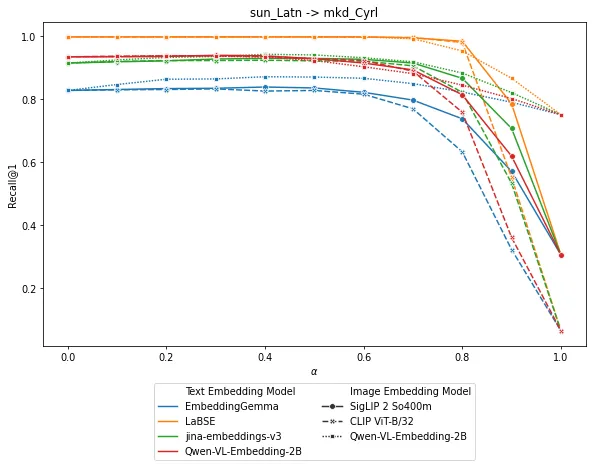 sun_Latn -> mkd_Cyrl
1.0
0.8
0.6
0.4
0.2
Recall@1
0.0 0.2 0.4 0.6 0.8 1.0
α
Text Embedding Model Image Embedding Model
EmbeddingGemma SigLIP 2 So400m
LaBSE CLIP ViT-B/32
jina-embeddings-v3 Qwen-VL-Embedding-2B
Qwen-VL-Embedding-2B